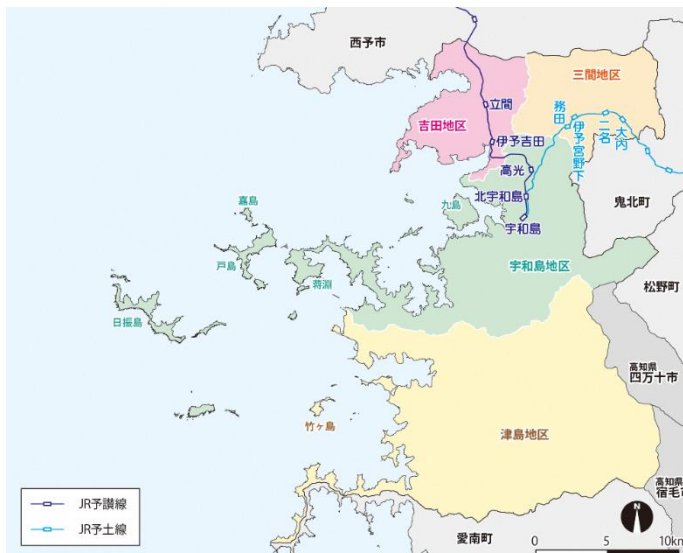 西予市
三間地区
立間
吉田地区
伊予吉田
務田
伊予宮野下
二名
大内
高光
北宇和島
宇和島
鬼北町
嘉島
九島
戸島
蒋淵
宇和島地区
松野町
日振島
高知県
四万十市
竹ヶ島
津島地区
高知県
宿毛市
JR予讃線
JR予土線
愛南町
N
0
5
10km